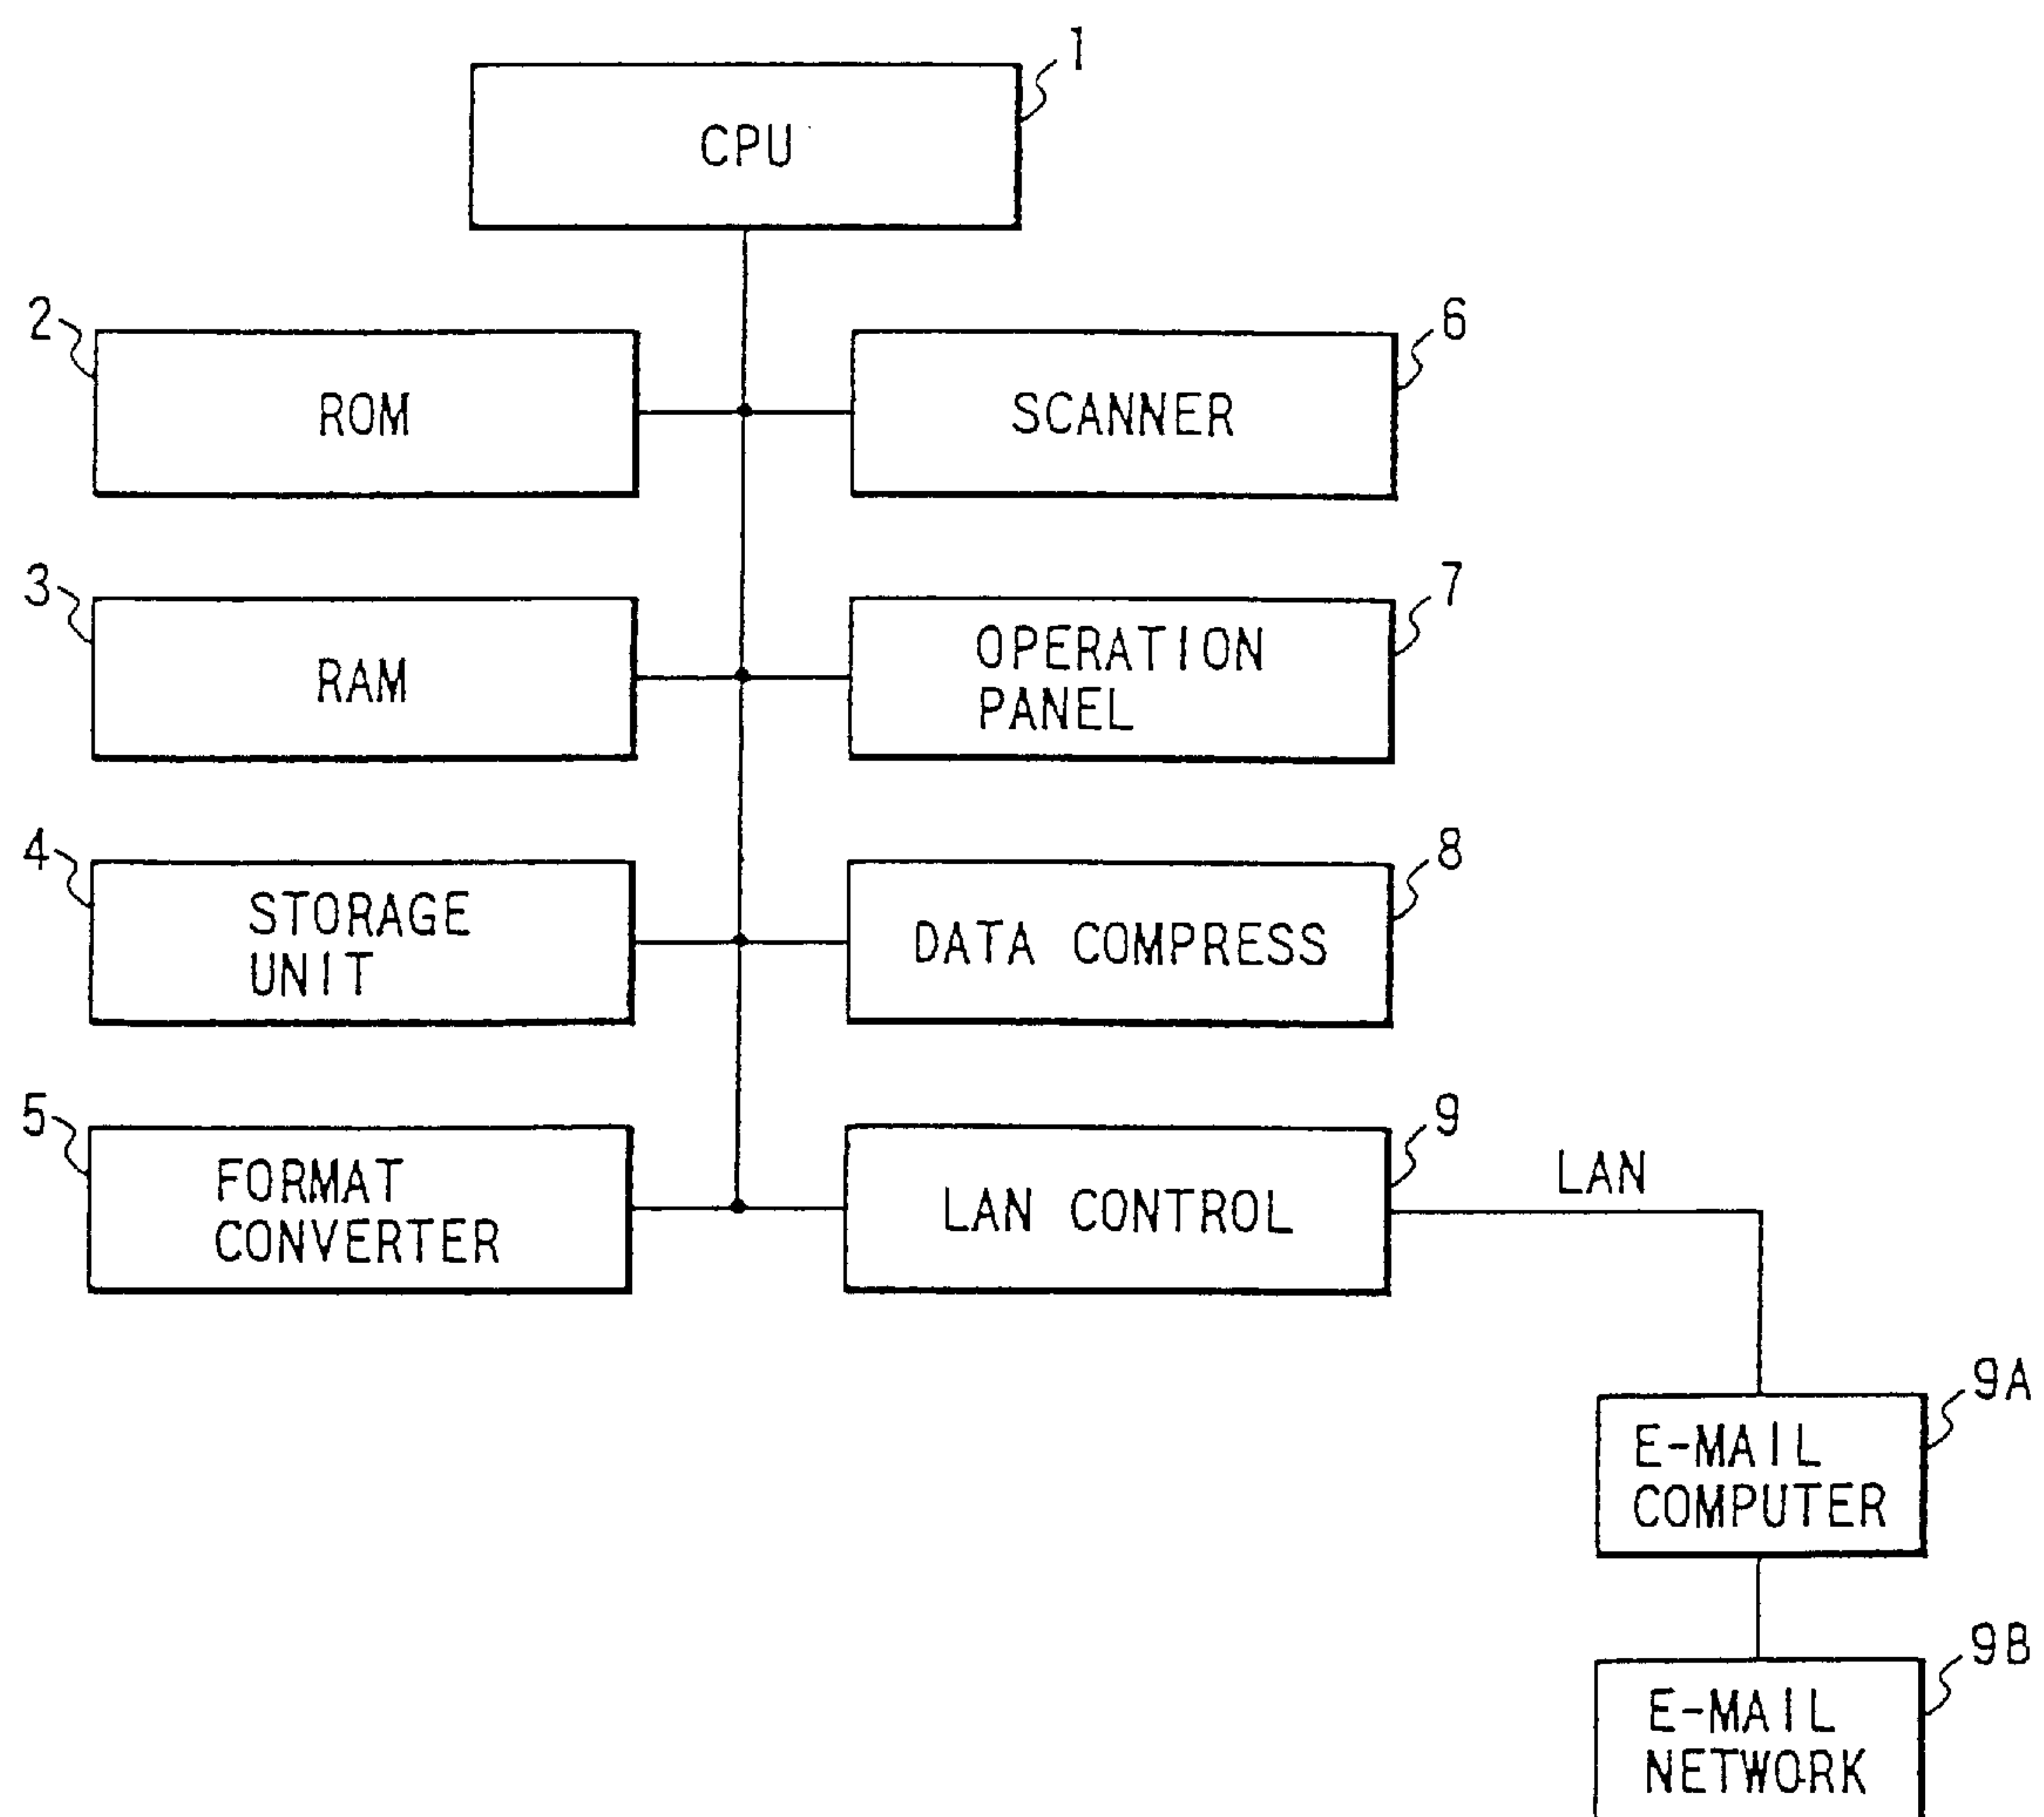 1
CPU
2
ROM
6
SCANNER
3
RAM
7
OPERATION
PANEL
4
STORAGE
UNIT
8
DATA COMPRESS
5
FORMAT
CONVERTER
9
LAN CONTROL
LAN
9A
E-MAIL
COMPUTER
9B
E-MAIL
NETWORK